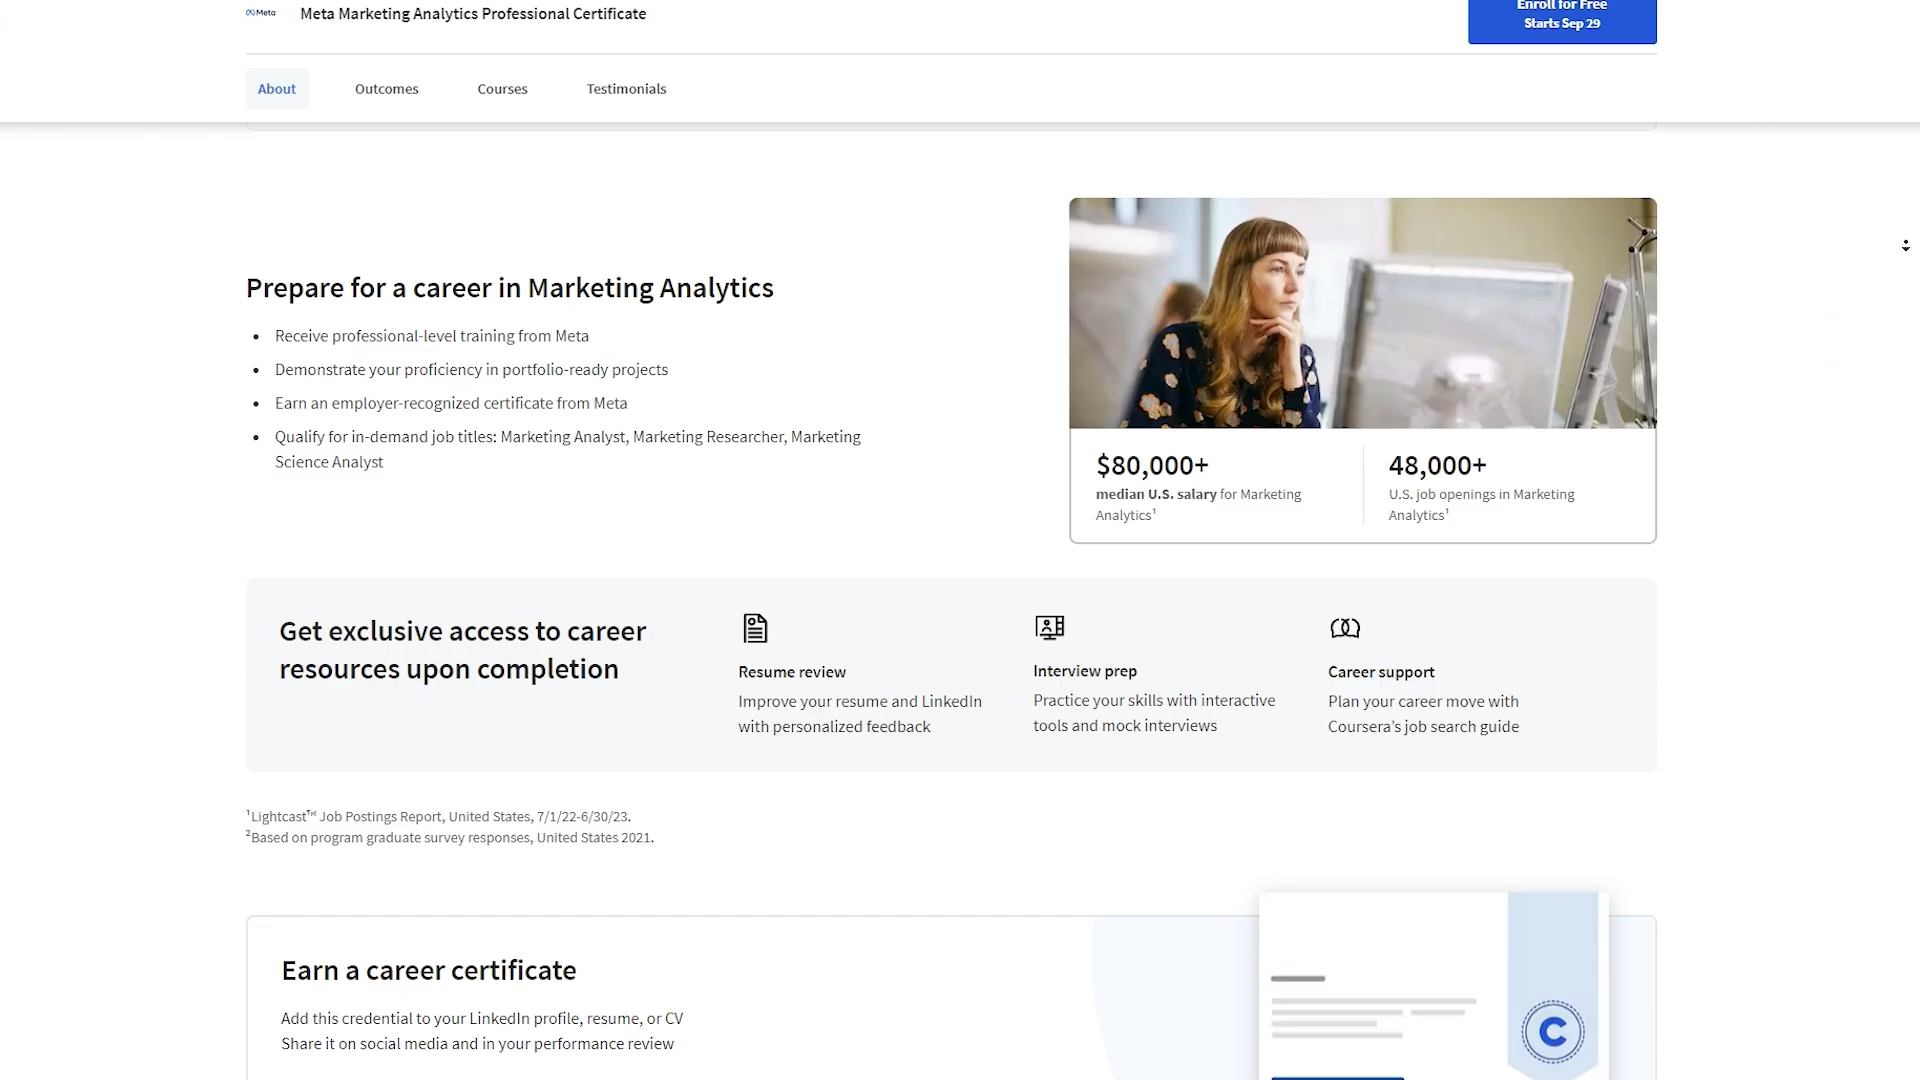 Meta
Meta Marketing Analytics Professional Certificate
Enroll for Free
Starts Sep 29
About
Outcomes
Courses
Testimonials
Prepare for a career in Marketing Analytics
• Receive professional-level training from Meta
• Demonstrate your proficiency in portfolio-ready projects
• Earn an employer-recognized certificate from Meta
• Qualify for in-demand job titles: Marketing Analyst, Marketing Researcher, Marketing
Science Analyst
$80,000+
median U.S. salary for Marketing
Analytics¹
48,000+
U.S. job openings in Marketing
Analytics¹
Get exclusive access to career
resources upon completion
Resume review
Improve your resume and LinkedIn
with personalized feedback
Interview prep
Practice your skills with interactive
tools and mock interviews
Career support
Plan your career move with
Coursera’s job search guide
¹Lightcast™ Job Postings Report, United States, 7/1/22-6/30/23.
²Based on program graduate survey responses, United States 2021.
Earn a career certificate
Add this credential to your LinkedIn profile, resume, or CV
Share it on social media and in your performance review
C